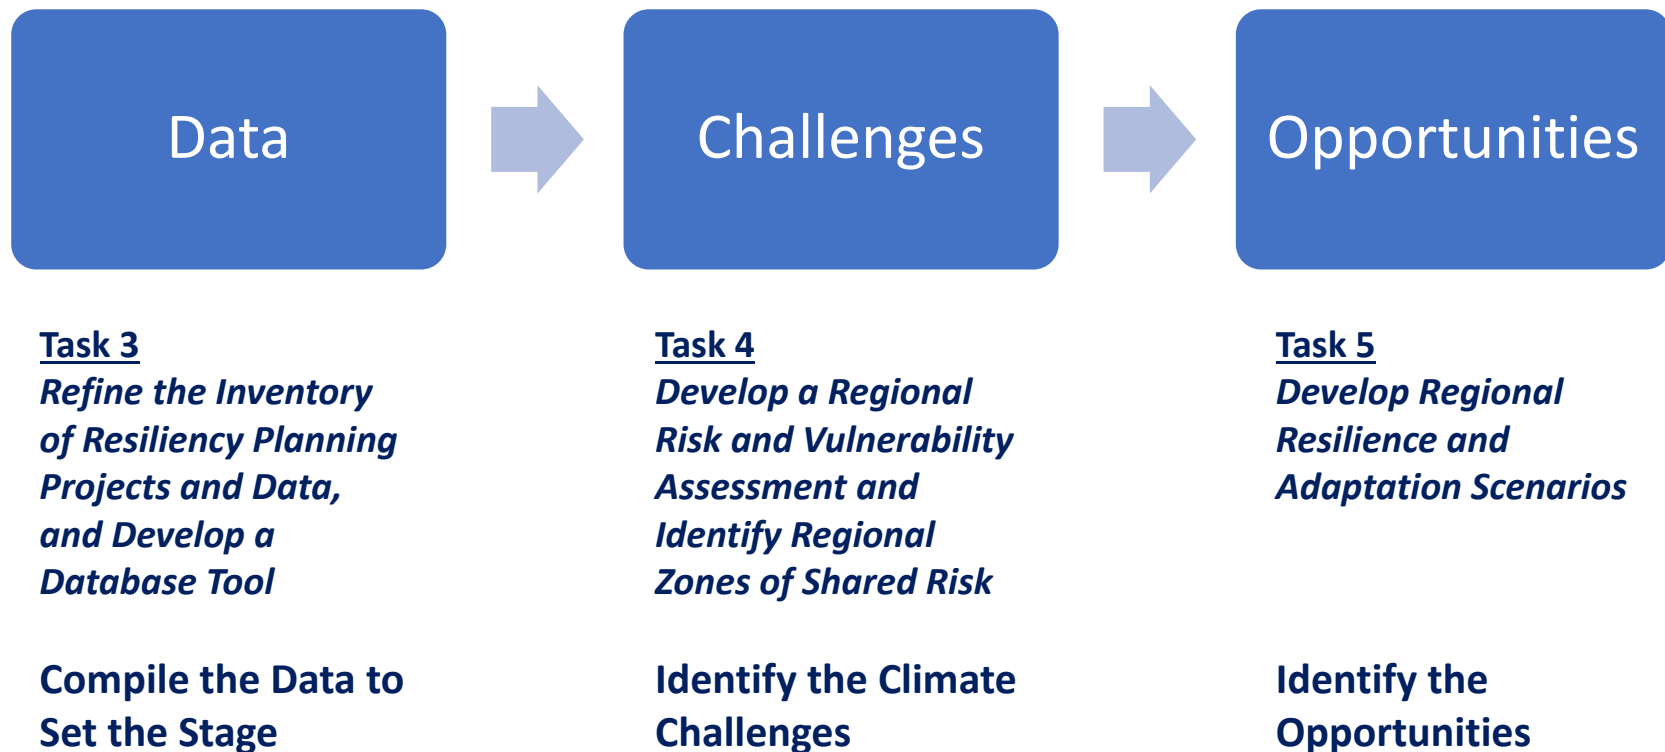 Data
Challenges
Opportunities
Task 3
Refine the Inventory
of Resiliency Planning
Projects and Data,
and Develop a
Database Tool
Compile the Data to
Set the Stage
Task 4
Develop a Regional
Risk and Vulnerability
Assessment and
Identify Regional
Zones of Shared Risk
Identify the Climate
Challenges
Task 5
Develop Regional
Resilience and
Adaptation Scenarios
Identify the
Opportunities